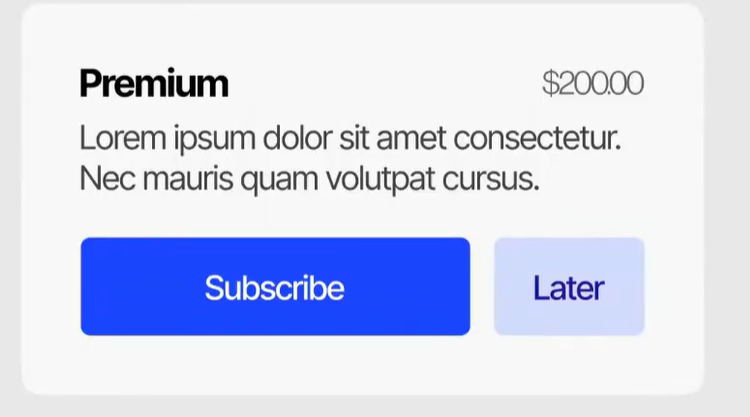 Premium $200.00
Lorem ipsum dolor sit amet consectetur.
Nec mauris quam volutpat cursus.
Subscribe Later